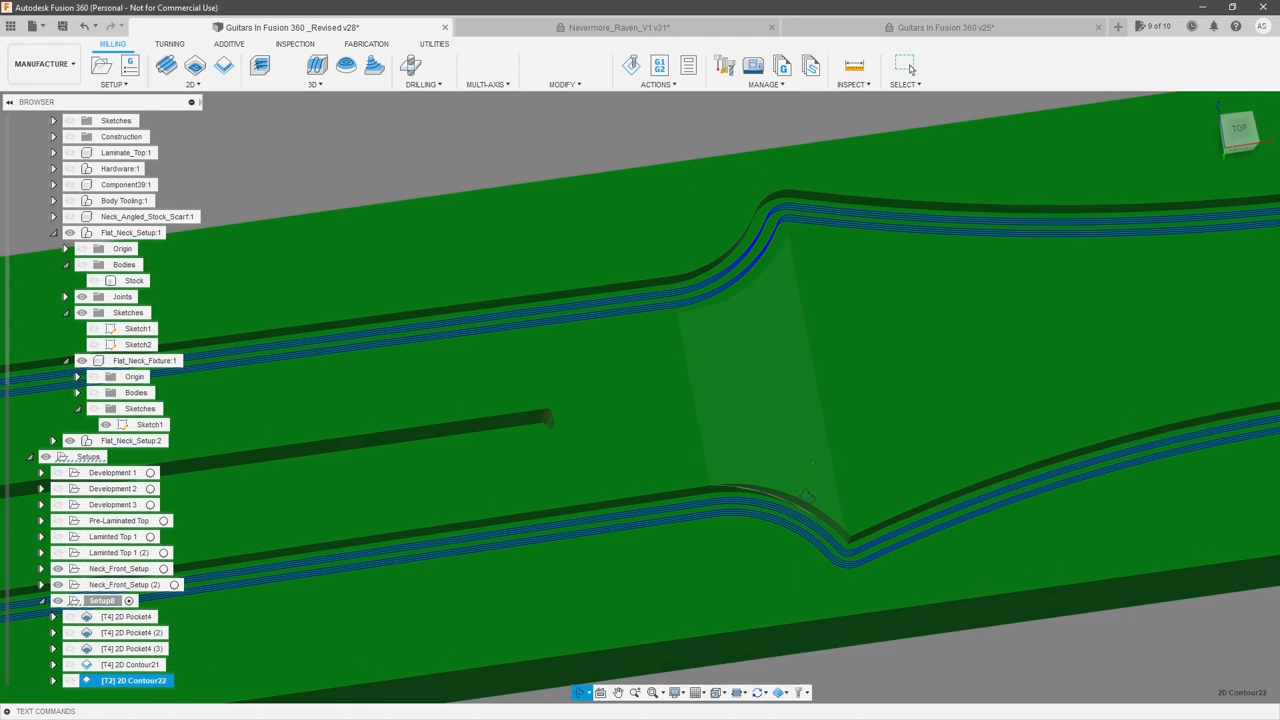 Autodesk Fusion 360 (Personal - Not for Commercial Use)
Guitars In Fusion 360 _Revised v28*
Nevermore_Raven_V1 v31*
Guitars In Fusion 360 v25*
9 of 10
AS
MILLING
TURNING
ADDITIVE
INSPECTION
FABRICATION
UTILITIES
MANUFACTURE
G1
G2
G
SETUP
2D
3D
DRILLING
MULTI-AXIS
MODIFY
ACTIONS
MANAGE
INSPECT
SELECT
BROWSER
Sketches
Construction
Laminate_Top:1
Hardware:1
Component39:1
Body Tooling:1
Neck_Angled_Stock_Scarf:1
Flat_Neck_Setup:1
Origin
Bodies
Stock
Joints
Sketches
Sketch1
Sketch2
Flat_Neck_Fixture:1
Origin
Bodies
Sketches
Sketch1
Flat_Neck_Setup:2
Setups
Development 1
Development 2
Development 3
Pre-Laminated Top
Laminted Top 1
Laminted Top 1 (2)
Neck_Front_Setup
Neck_Front_Setup (2)
Setup8
[T4] 2D Pocket4
[T4] 2D Pocket4 (2)
[T4] 2D Pocket4 (3)
[T4] 2D Contour21
[T2] 2D Contour22
Z
TOP
X
2D Contour22
TEXT COMMANDS